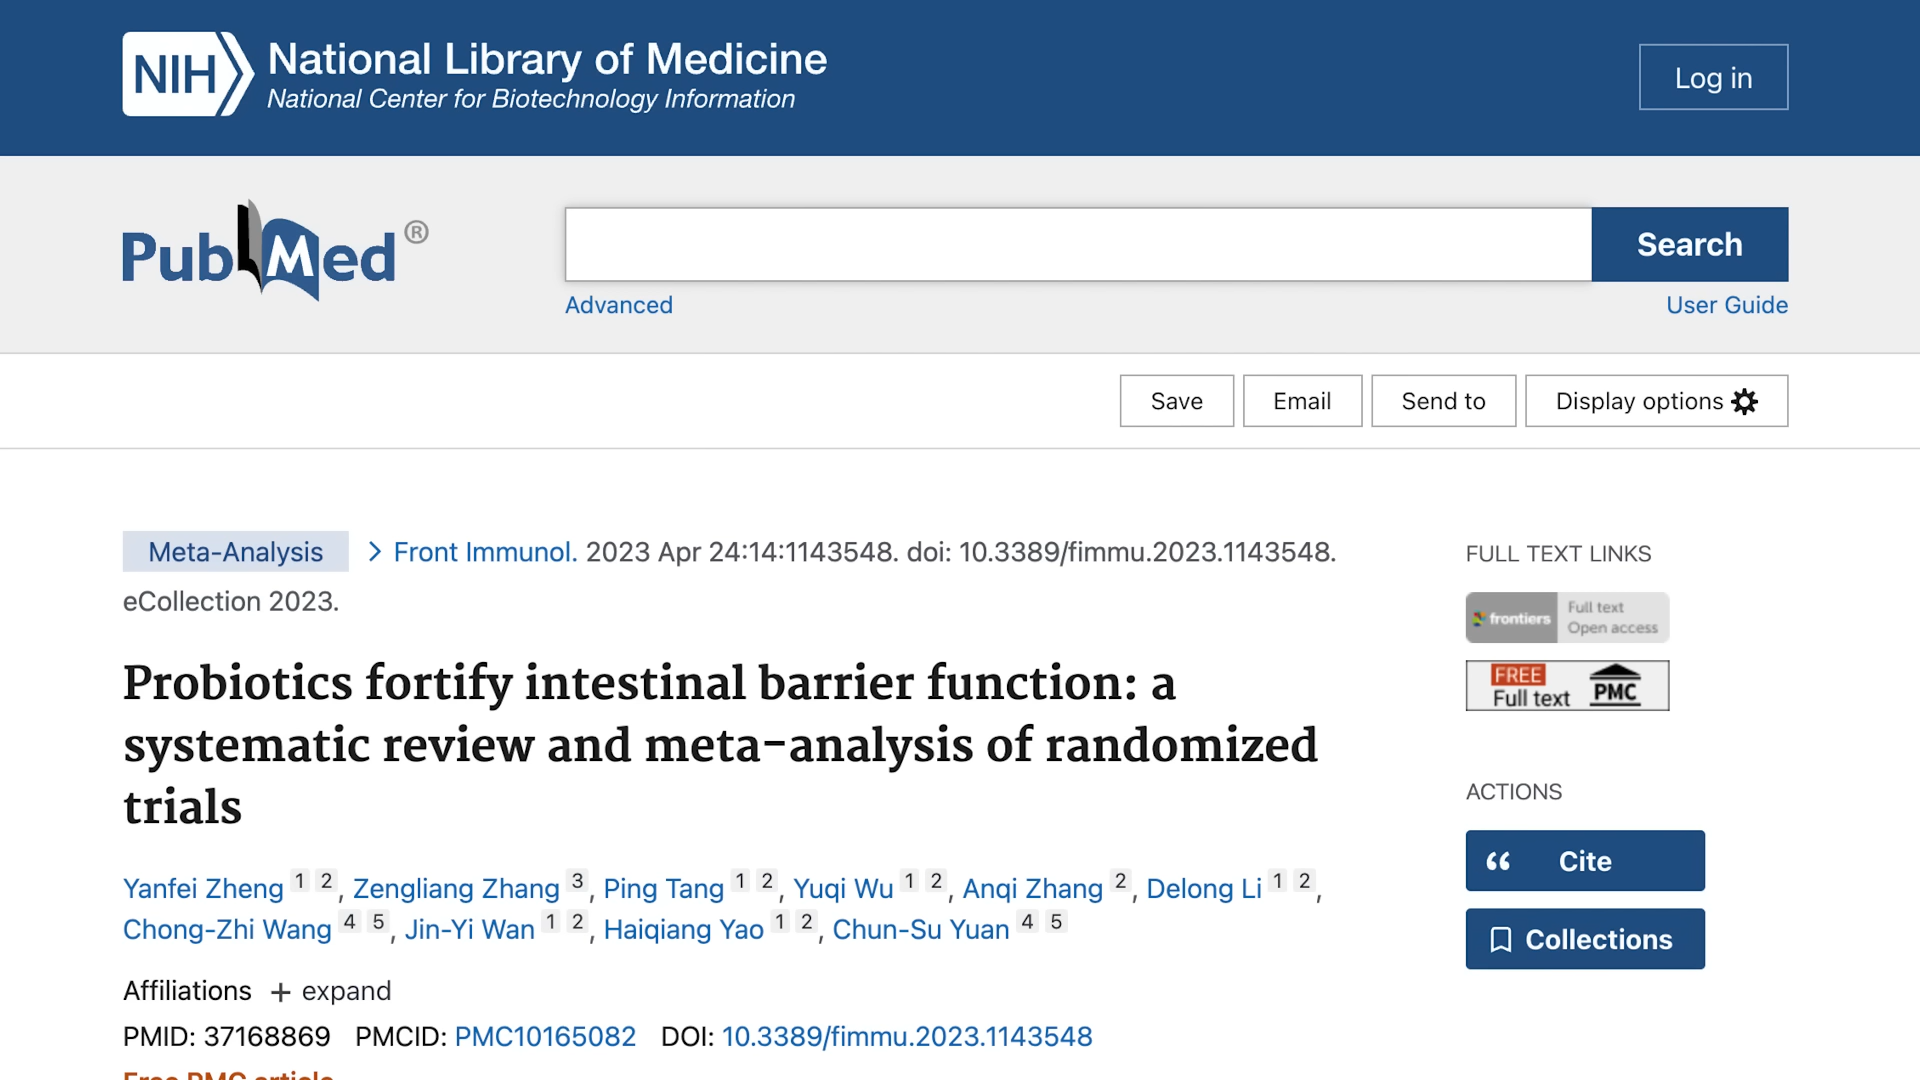 NIH National Library of Medicine
National Center for Biotechnology Information
Log in
PubMed®
Search
Advanced
User Guide
Save
Email
Send to
Display options
Meta-Analysis > Front Immunol. 2023 Apr 24:14:1143548. doi: 10.3389/fimmu.2023.1143548.
eCollection 2023.
Probiotics fortify intestinal barrier function: a
systematic review and meta-analysis of randomized
trials
Yanfei Zheng 1 2, Zengliang Zhang 3, Ping Tang 1 2, Yuqi Wu 1 2, Anqi Zhang 2, Delong Li 1 2,
Chong-Zhi Wang 4 5, Jin-Yi Wan 1 2, Haiqiang Yao 1 2, Chun-Su Yuan 4 5
Affiliations + expand
PMID: 37168869 PMCID: PMC10165082 DOI: 10.3389/fimmu.2023.1143548
Free PMC article
FULL TEXT LINKS
frontiers Full text
Open access
FREE
Full text PMC
ACTIONS
Cite
Collections